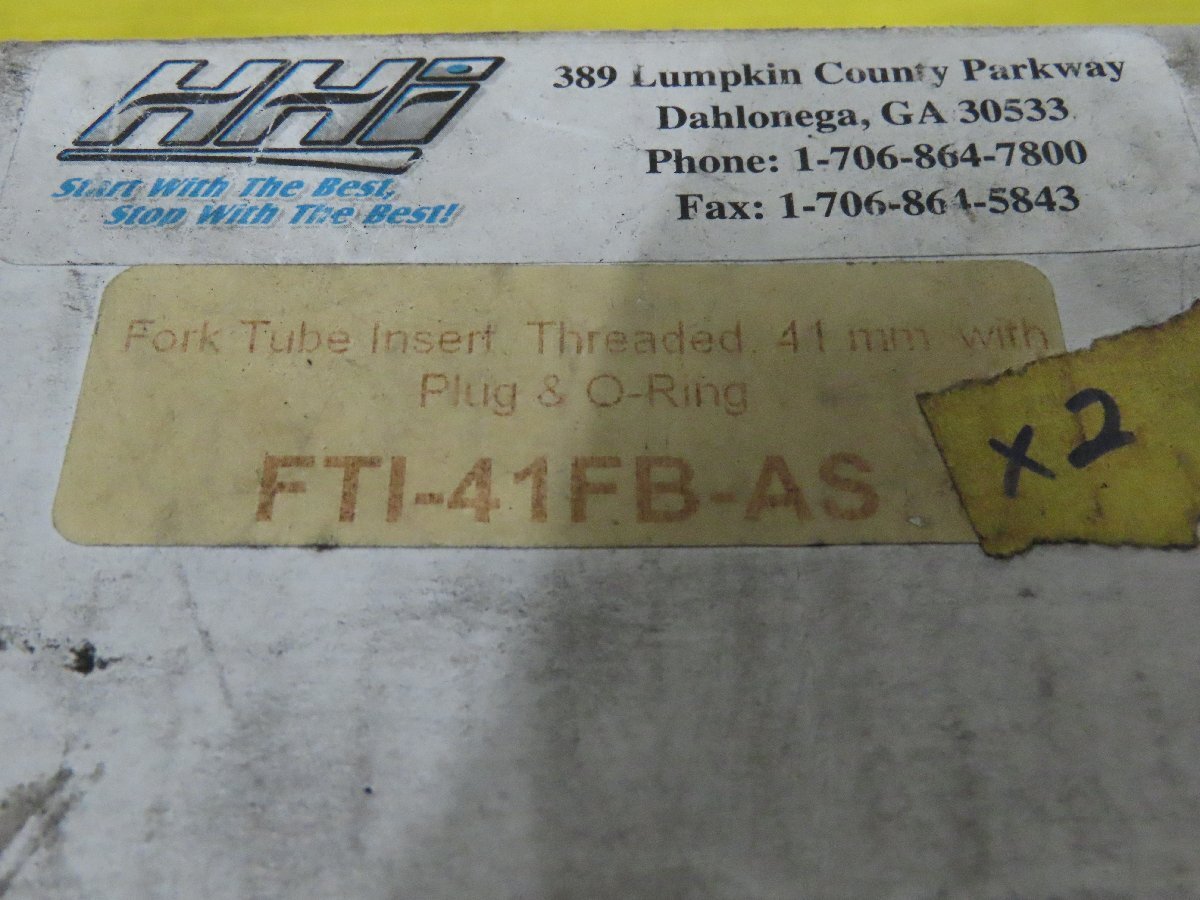 HHi
Start With The Best,
Stop With The Best!
389 Lumpkin County Parkway
Dahlonega, GA 30533
Phone: 1-706-864-7800
Fax: 1-706-864-5843
Fork Tube Insert, Threaded, 41 mm with
Plug & O-Ring
FTI-41FB-AS
x2